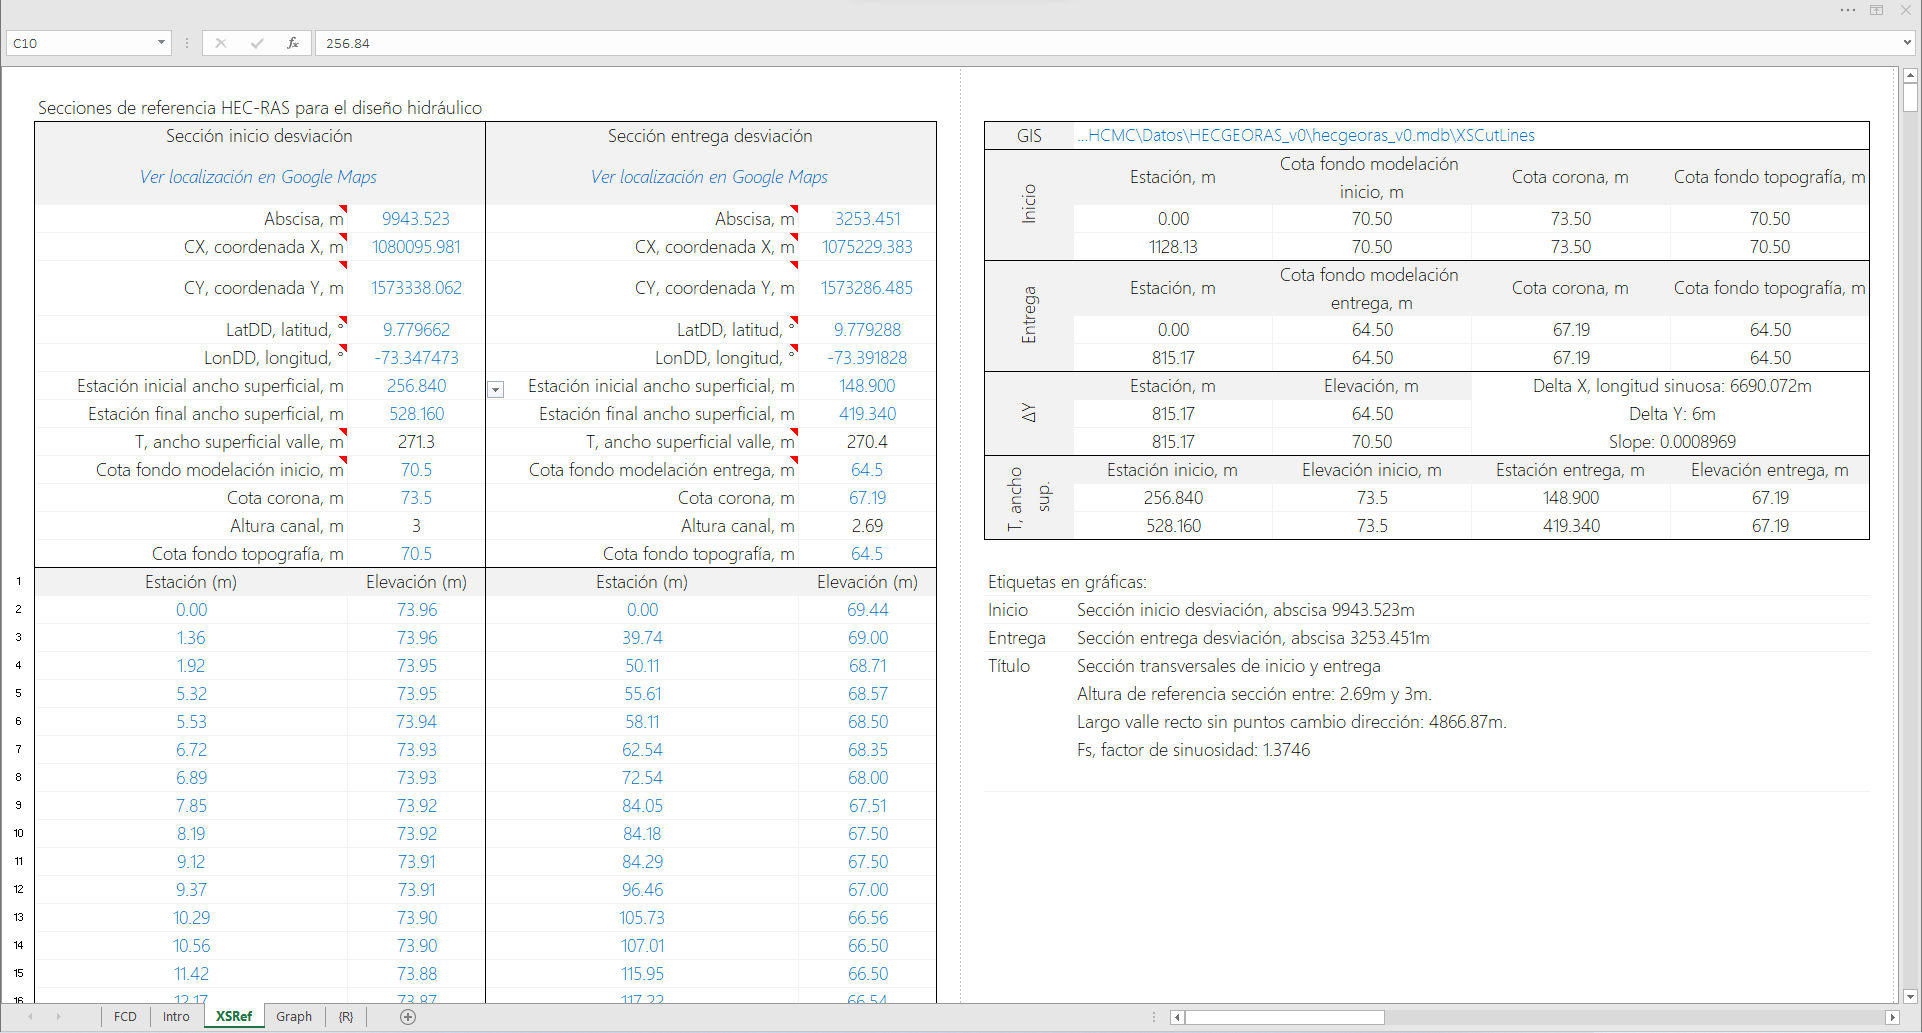 C10
fx
256.84
Secciones de referencia HEC-RAS para el diseño hidráulico
Sección inicio desviación	Sección entrega desviación
Ver localización en Google Maps	Ver localización en Google Maps
Abscisa, m	9943.523	Abscisa, m	3253.451
CX, coordenada X, m	1080095.981	CX, coordenada X, m	1075229.383
CY, coordenada Y, m	1573338.062	CY, coordenada Y, m	1573286.485
LatDD, latitud, °	9.779662	LatDD, latitud, °	9.779288
LonDD, longitud, °	-73.347473	LonDD, longitud, °	-73.391828
Estación inicial ancho superficial, m	256.840	Estación inicial ancho superficial, m	148.900
Estación final ancho superficial, m	528.160	Estación final ancho superficial, m	419.340
T, ancho superficial valle, m	271.3	T, ancho superficial valle, m	270.4
Cota fondo modelación inicio, m	70.5	Cota fondo modelación entrega, m	64.5
Cota corona, m	73.5	Cota corona, m	67.19
Altura canal, m	3	Altura canal, m	2.69
Cota fondo topografía, m	70.5	Cota fondo topografía, m	64.5
1	Estación (m)	Elevación (m)	Estación (m)	Elevación (m)
2	0.00	73.96	0.00	69.44
3	1.36	73.96	39.74	69.00
4	1.92	73.95	50.11	68.71
5	5.32	73.95	55.61	68.57
6	5.53	73.94	58.11	68.50
7	6.72	73.93	62.54	68.35
8	6.89	73.93	72.54	68.00
9	7.85	73.92	84.05	67.51
10	8.19	73.92	84.18	67.50
11	9.12	73.91	84.29	67.50
12	9.37	73.91	96.46	67.00
13	10.29	73.90	105.73	66.56
14	10.56	73.90	107.01	66.50
15	11.42	73.88	115.95	66.50
16	12.17	73.87	117.22	66.54
GIS	...HCMC\Datos\HECGEORAS_v0\hecgeoras_v0.mdb\XSCutLines
Inicio
Estación, m	Cota fondo modelación inicio, m	Cota corona, m	Cota fondo topografía, m
0.00	70.50	73.50	70.50
1128.13	70.50	73.50	70.50
Entrega
Estación, m	Cota fondo modelación entrega, m	Cota corona, m	Cota fondo topografía, m
0.00	64.50	67.19	64.50
815.17	64.50	67.19	64.50
ΔY
Estación, m	Elevación, m	Delta X, longitud sinuosa: 6690.072m
815.17	64.50	Delta Y: 6m
815.17	70.50	Slope: 0.0008969
T, ancho sup.
Estación inicio, m	Elevación inicio, m	Estación entrega, m	Elevación entrega, m
256.840	73.5	148.900	67.19
528.160	73.5	419.340	67.19
Etiquetas en gráficas:
Inicio	Sección inicio desviación, abscisa 9943.523m
Entrega	Sección entrega desviación, abscisa 3253.451m
Título	Sección transversales de inicio y entrega
Altura de referencia sección entre: 2.69m y 3m.
Largo valle recto sin puntos cambio dirección: 4866.87m.
Fs, factor de sinuosidad: 1.3746
FCD	Intro	XSRef	Graph	{R}